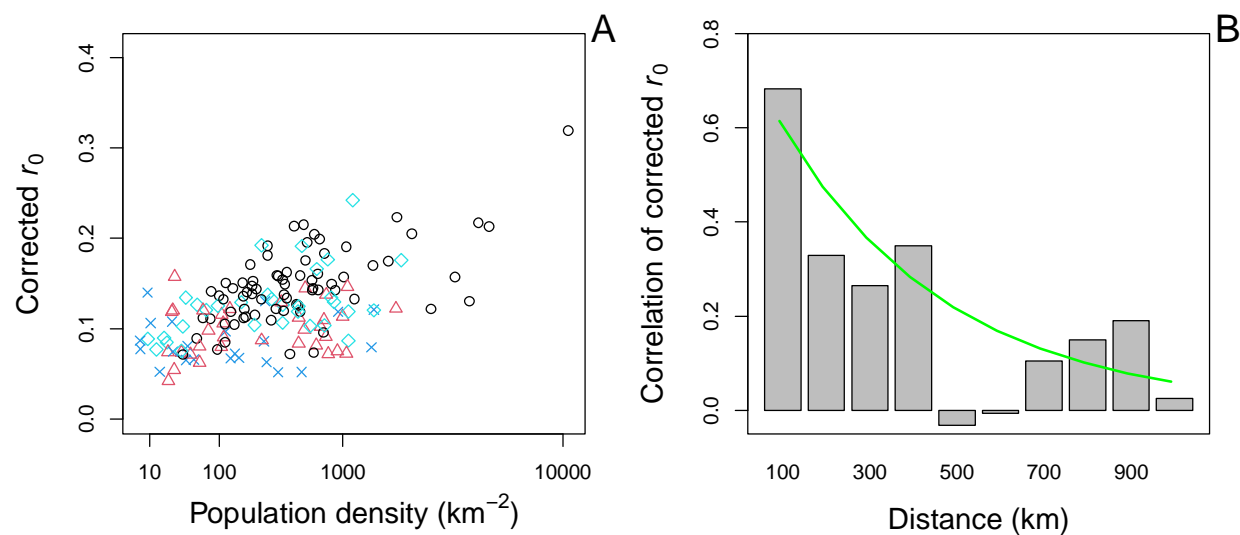 A
Corrected r₀
0.4
0.3
0.2
0.1
0.0
10 100 1000 10000
Population density (km⁻²)
B
Correlation of corrected r₀
0.8
0.6
0.4
0.2
0.0
100 300 500 700 900
Distance (km)